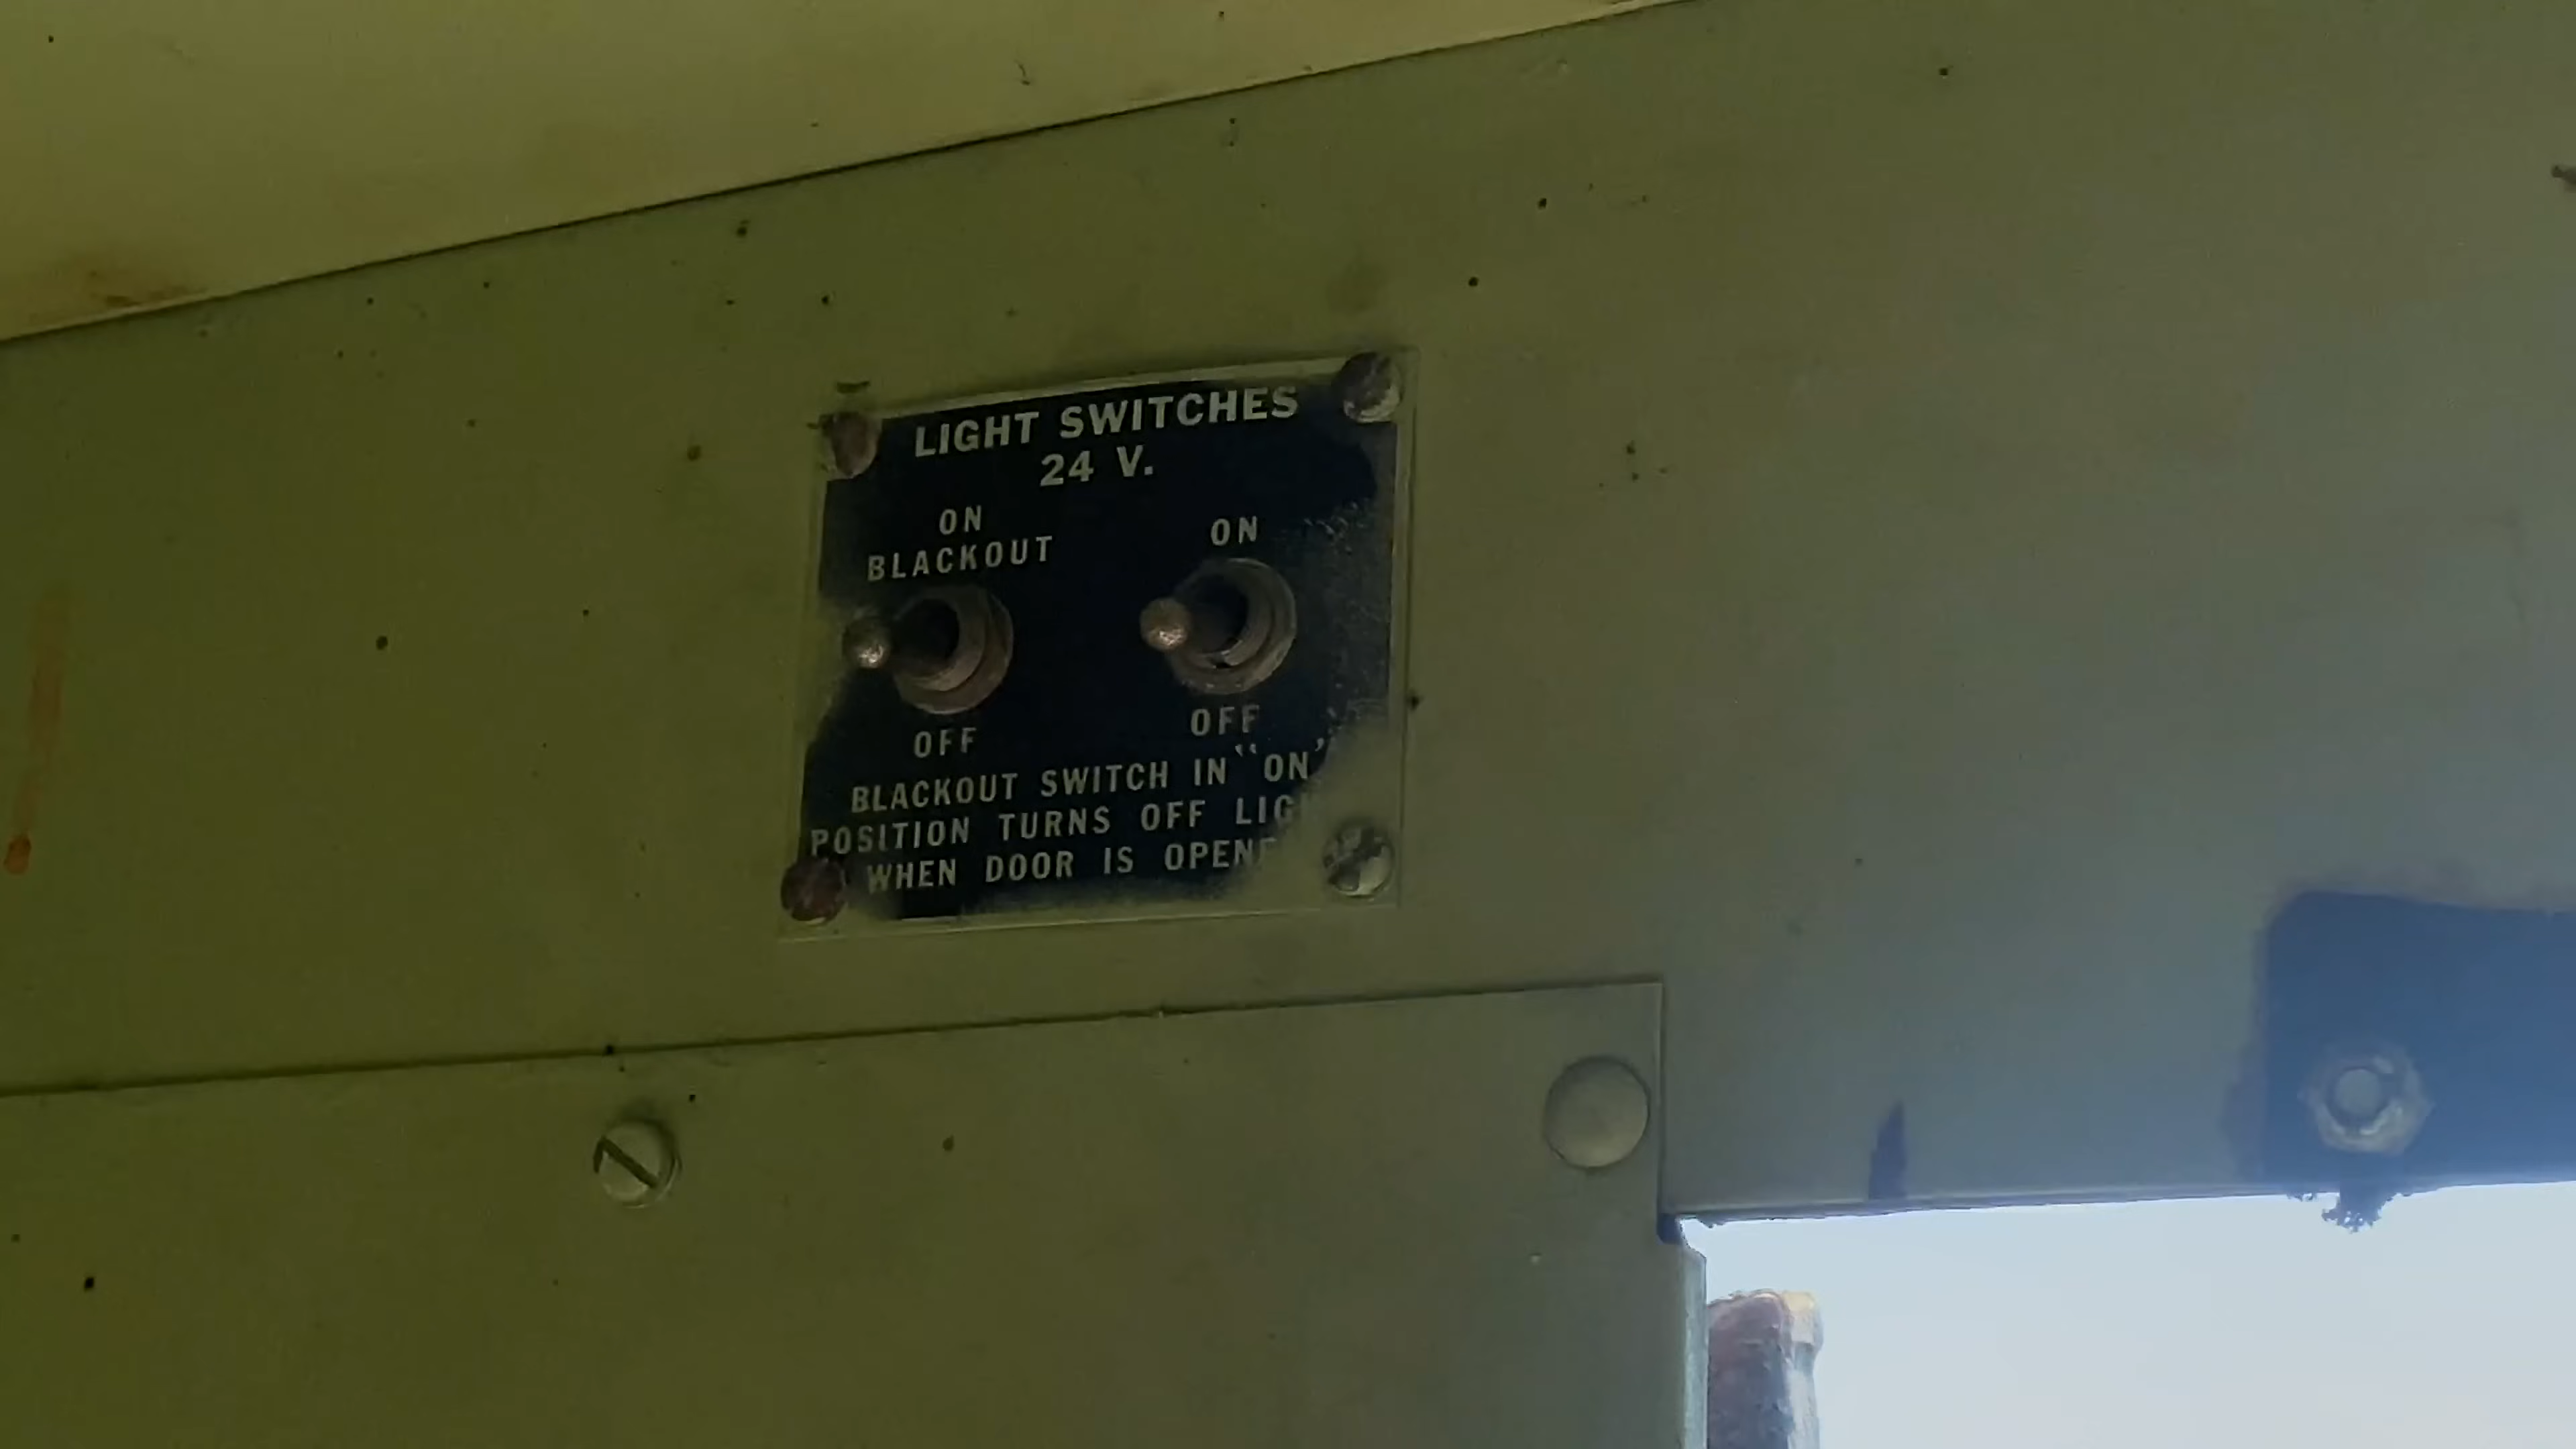 LIGHT SWITCHES
24 V.
ON
BLACKOUT
ON
OFF
OFF
BLACKOUT SWITCH IN "ON"
POSITION TURNS OFF
WHEN DOOR IS